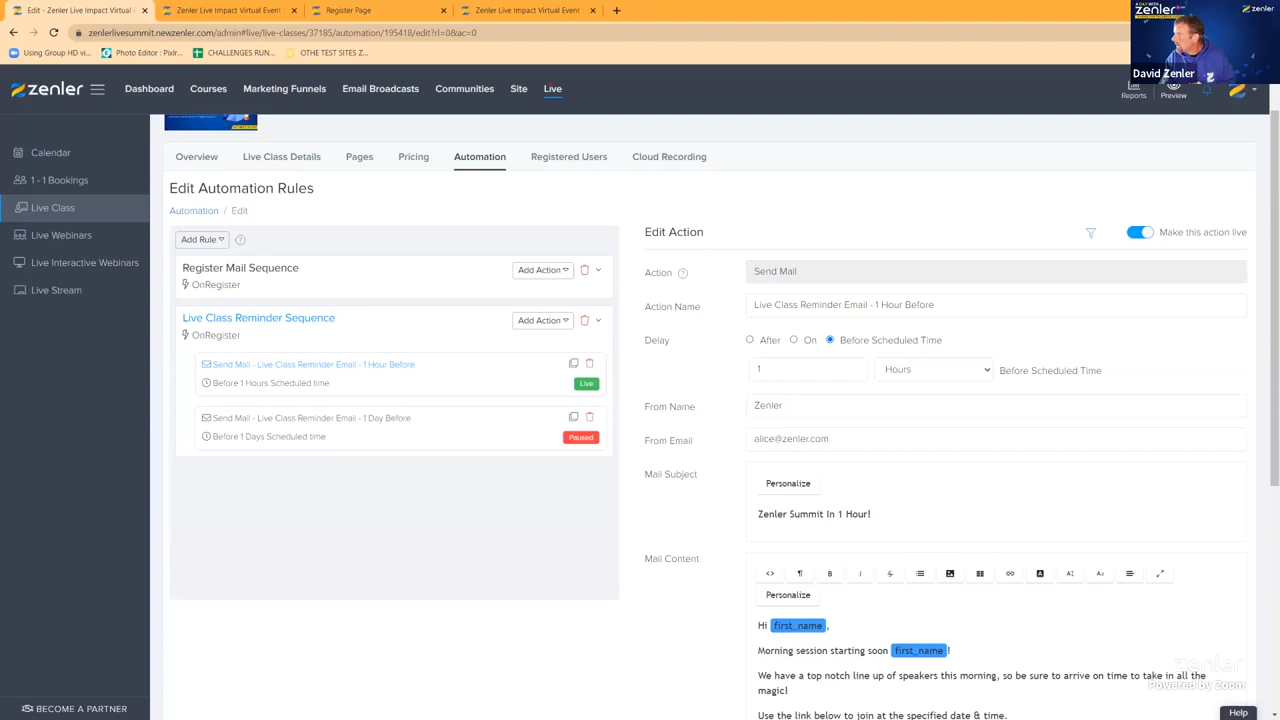 Edit - Zenler Live Impact Virtual
Zenler Live Impact Virtual Event
Register Page
Zenler Live Impact Virtual Event
zenlerlivesummit.newzenler.com/admin#live/live-classes/37185/automation/195418/edit?rl=0&ac=0
Using Group HD vi...
Photo Editor : Pixlr...
CHALLENGES RUN...
OTHE TEST SITES Z...
zenler
David Zenler
zenler
Dashboard
Courses
Marketing Funnels
Email Broadcasts
Communities
Site
Live
Reports
Preview
Calendar
1 - 1 Bookings
Live Class
Live Webinars
Live Interactive Webinars
Live Stream
BECOME A PARTNER
Overview
Live Class Details
Pages
Pricing
Automation
Registered Users
Cloud Recording
Edit Automation Rules
Automation / Edit
Add Rule
Register Mail Sequence
OnRegister
Add Action
Live Class Reminder Sequence
OnRegister
Add Action
Send Mail - Live Class Reminder Email - 1 Hour Before
Before 1 Hours Scheduled time
Live
Send Mail - Live Class Reminder Email - 1 Day Before
Before 1 Days Scheduled time
Paused
Edit Action
Make this action live
Action
Send Mail
Action Name
Live Class Reminder Email - 1 Hour Before
Delay
After
On
Before Scheduled Time
1
Hours
Before Scheduled Time
From Name
Zenler
From Email
alice@zenler.com
Mail Subject
Personalize
Zenler Summit In 1 Hour!
Mail Content
Personalize
Hi first_name,
Morning session starting soon first_name!
We have a top notch line up of speakers this morning, so be sure to arrive on time to take in all the
magic!
Use the link below to join at the specified date & time.
zenler
Powered by Zoom
Help